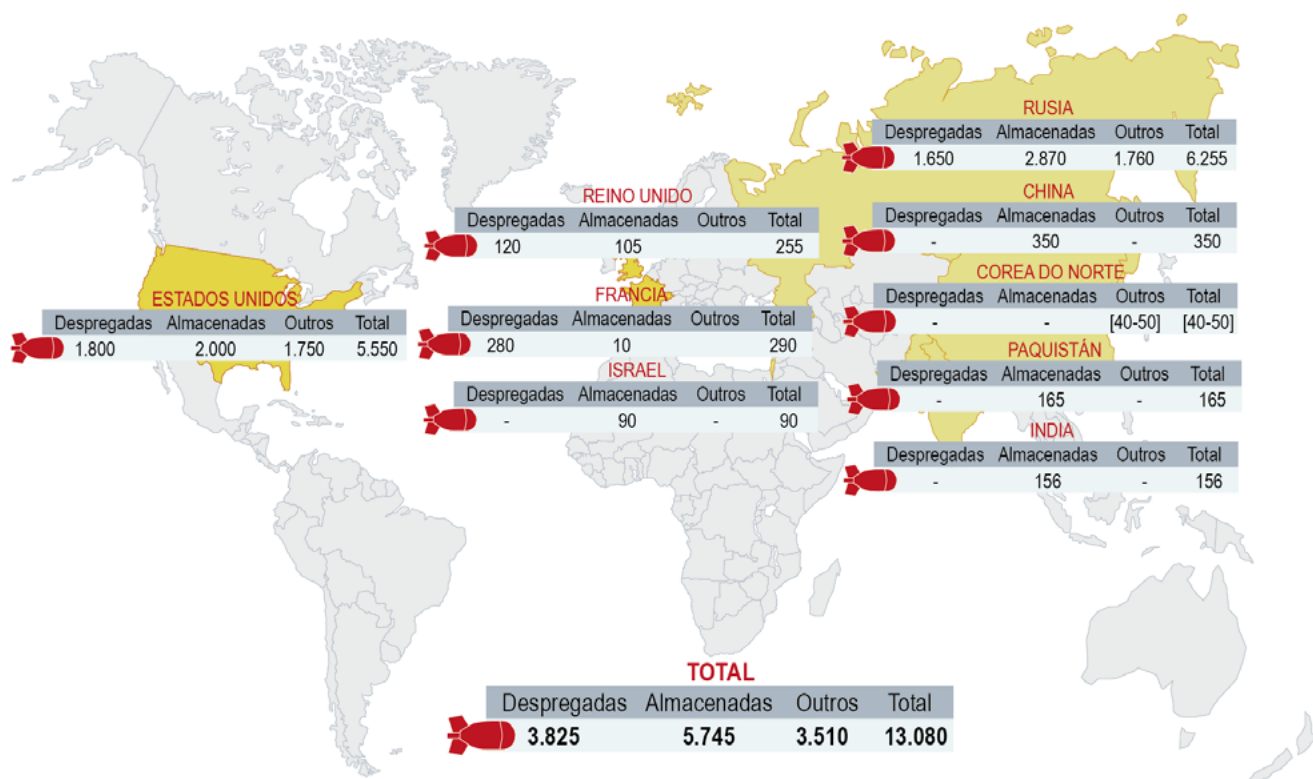 RUSIA
Despregadas Almacenadas Outros Total
1.650 2.870 1.760 6.255
REINO UNIDO
Despregadas Almacenadas Outros Total
120 105 255
CHINA
Despregadas Almacenadas Outros Total
- 350 - 350
ESTADOS UNIDOS
Despregadas Almacenadas Outros Total
1.800 2.000 1.750 5.550
FRANCIA
Despregadas Almacenadas Outros Total
280 10 290
COREA DO NORTE
Despregadas Almacenadas Outros Total
- - [40-50] [40-50]
ISRAEL
Despregadas Almacenadas Outros Total
- 90 - 90
PAQUISTÁN
Despregadas Almacenadas Outros Total
- 165 - 165
INDIA
Despregadas Almacenadas Outros Total
- 156 - 156
TOTAL
Despregadas Almacenadas Outros Total
3.825 5.745 3.510 13.080